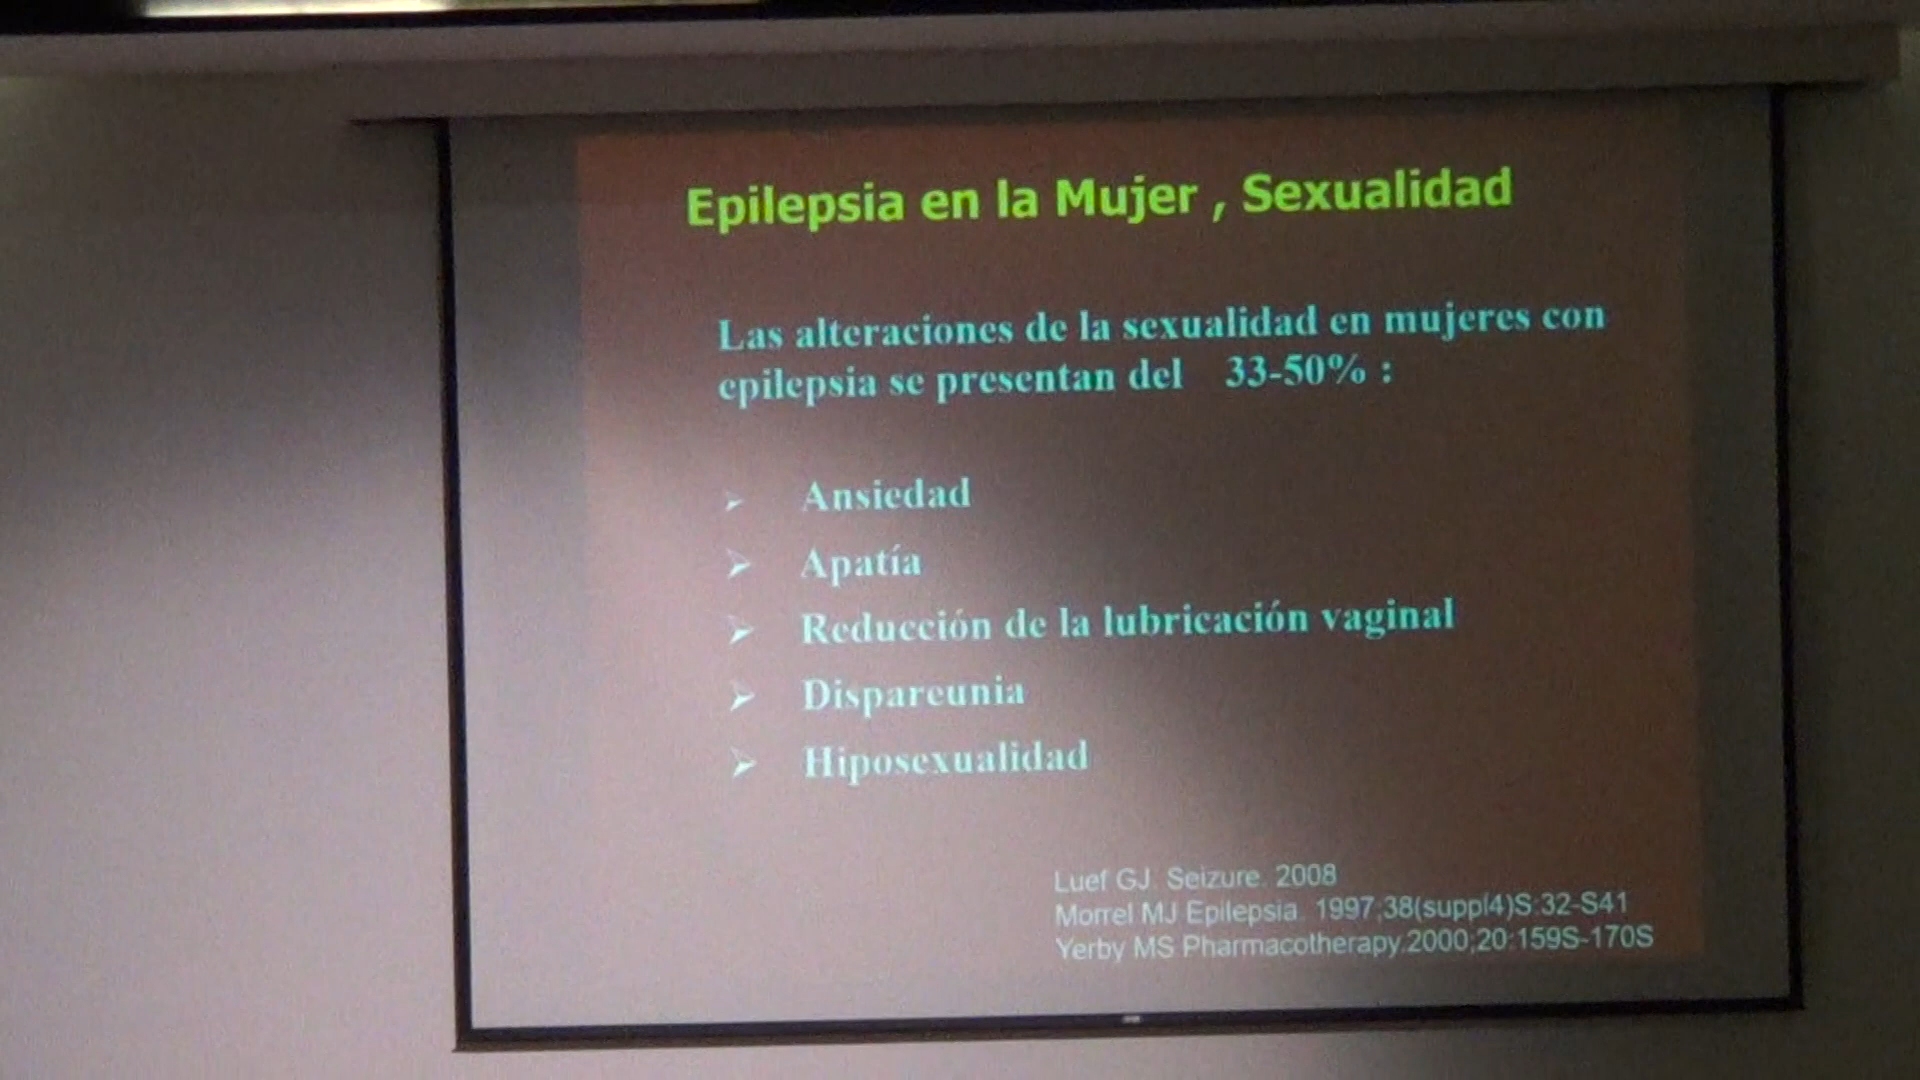 Epilepsia en la Mujer , Sexualidad
Las alteraciones de la sexualidad en mujeres con
epilepsia se presentan del 33-50% :
Ansiedad
Apatía
Reducción de la lubricación vaginal
Dispareunia
Hiposexualidad
Luef GJ. Seizure. 2008
Morrel MJ Epilepsia. 1997;38(suppl4)S:32-S41
Yerby MS Pharmacotherapy.2000;20:159S-170S